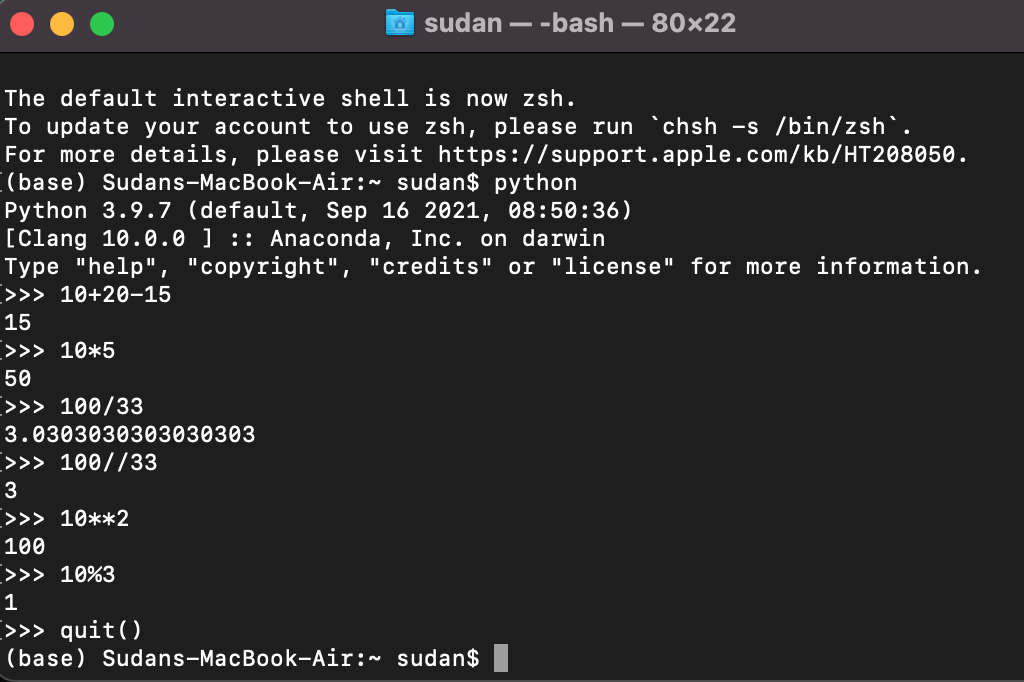 sudan — -bash — 80×22
The default interactive shell is now zsh.
To update your account to use zsh, please run `chsh -s /bin/zsh`.
For more details, please visit https://support.apple.com/kb/HT208050.
(base) Sudans-MacBook-Air:~ sudan$ python
Python 3.9.7 (default, Sep 16 2021, 08:50:36)
[Clang 10.0.0 ] :: Anaconda, Inc. on darwin
Type "help", "copyright", "credits" or "license" for more information.
>>> 10+20-15
15
>>> 10*5
50
>>> 100/33
3.0303030303030303
>>> 100//33
3
>>> 10**2
100
>>> 10%3
1
>>> quit()
(base) Sudans-MacBook-Air:~ sudan$